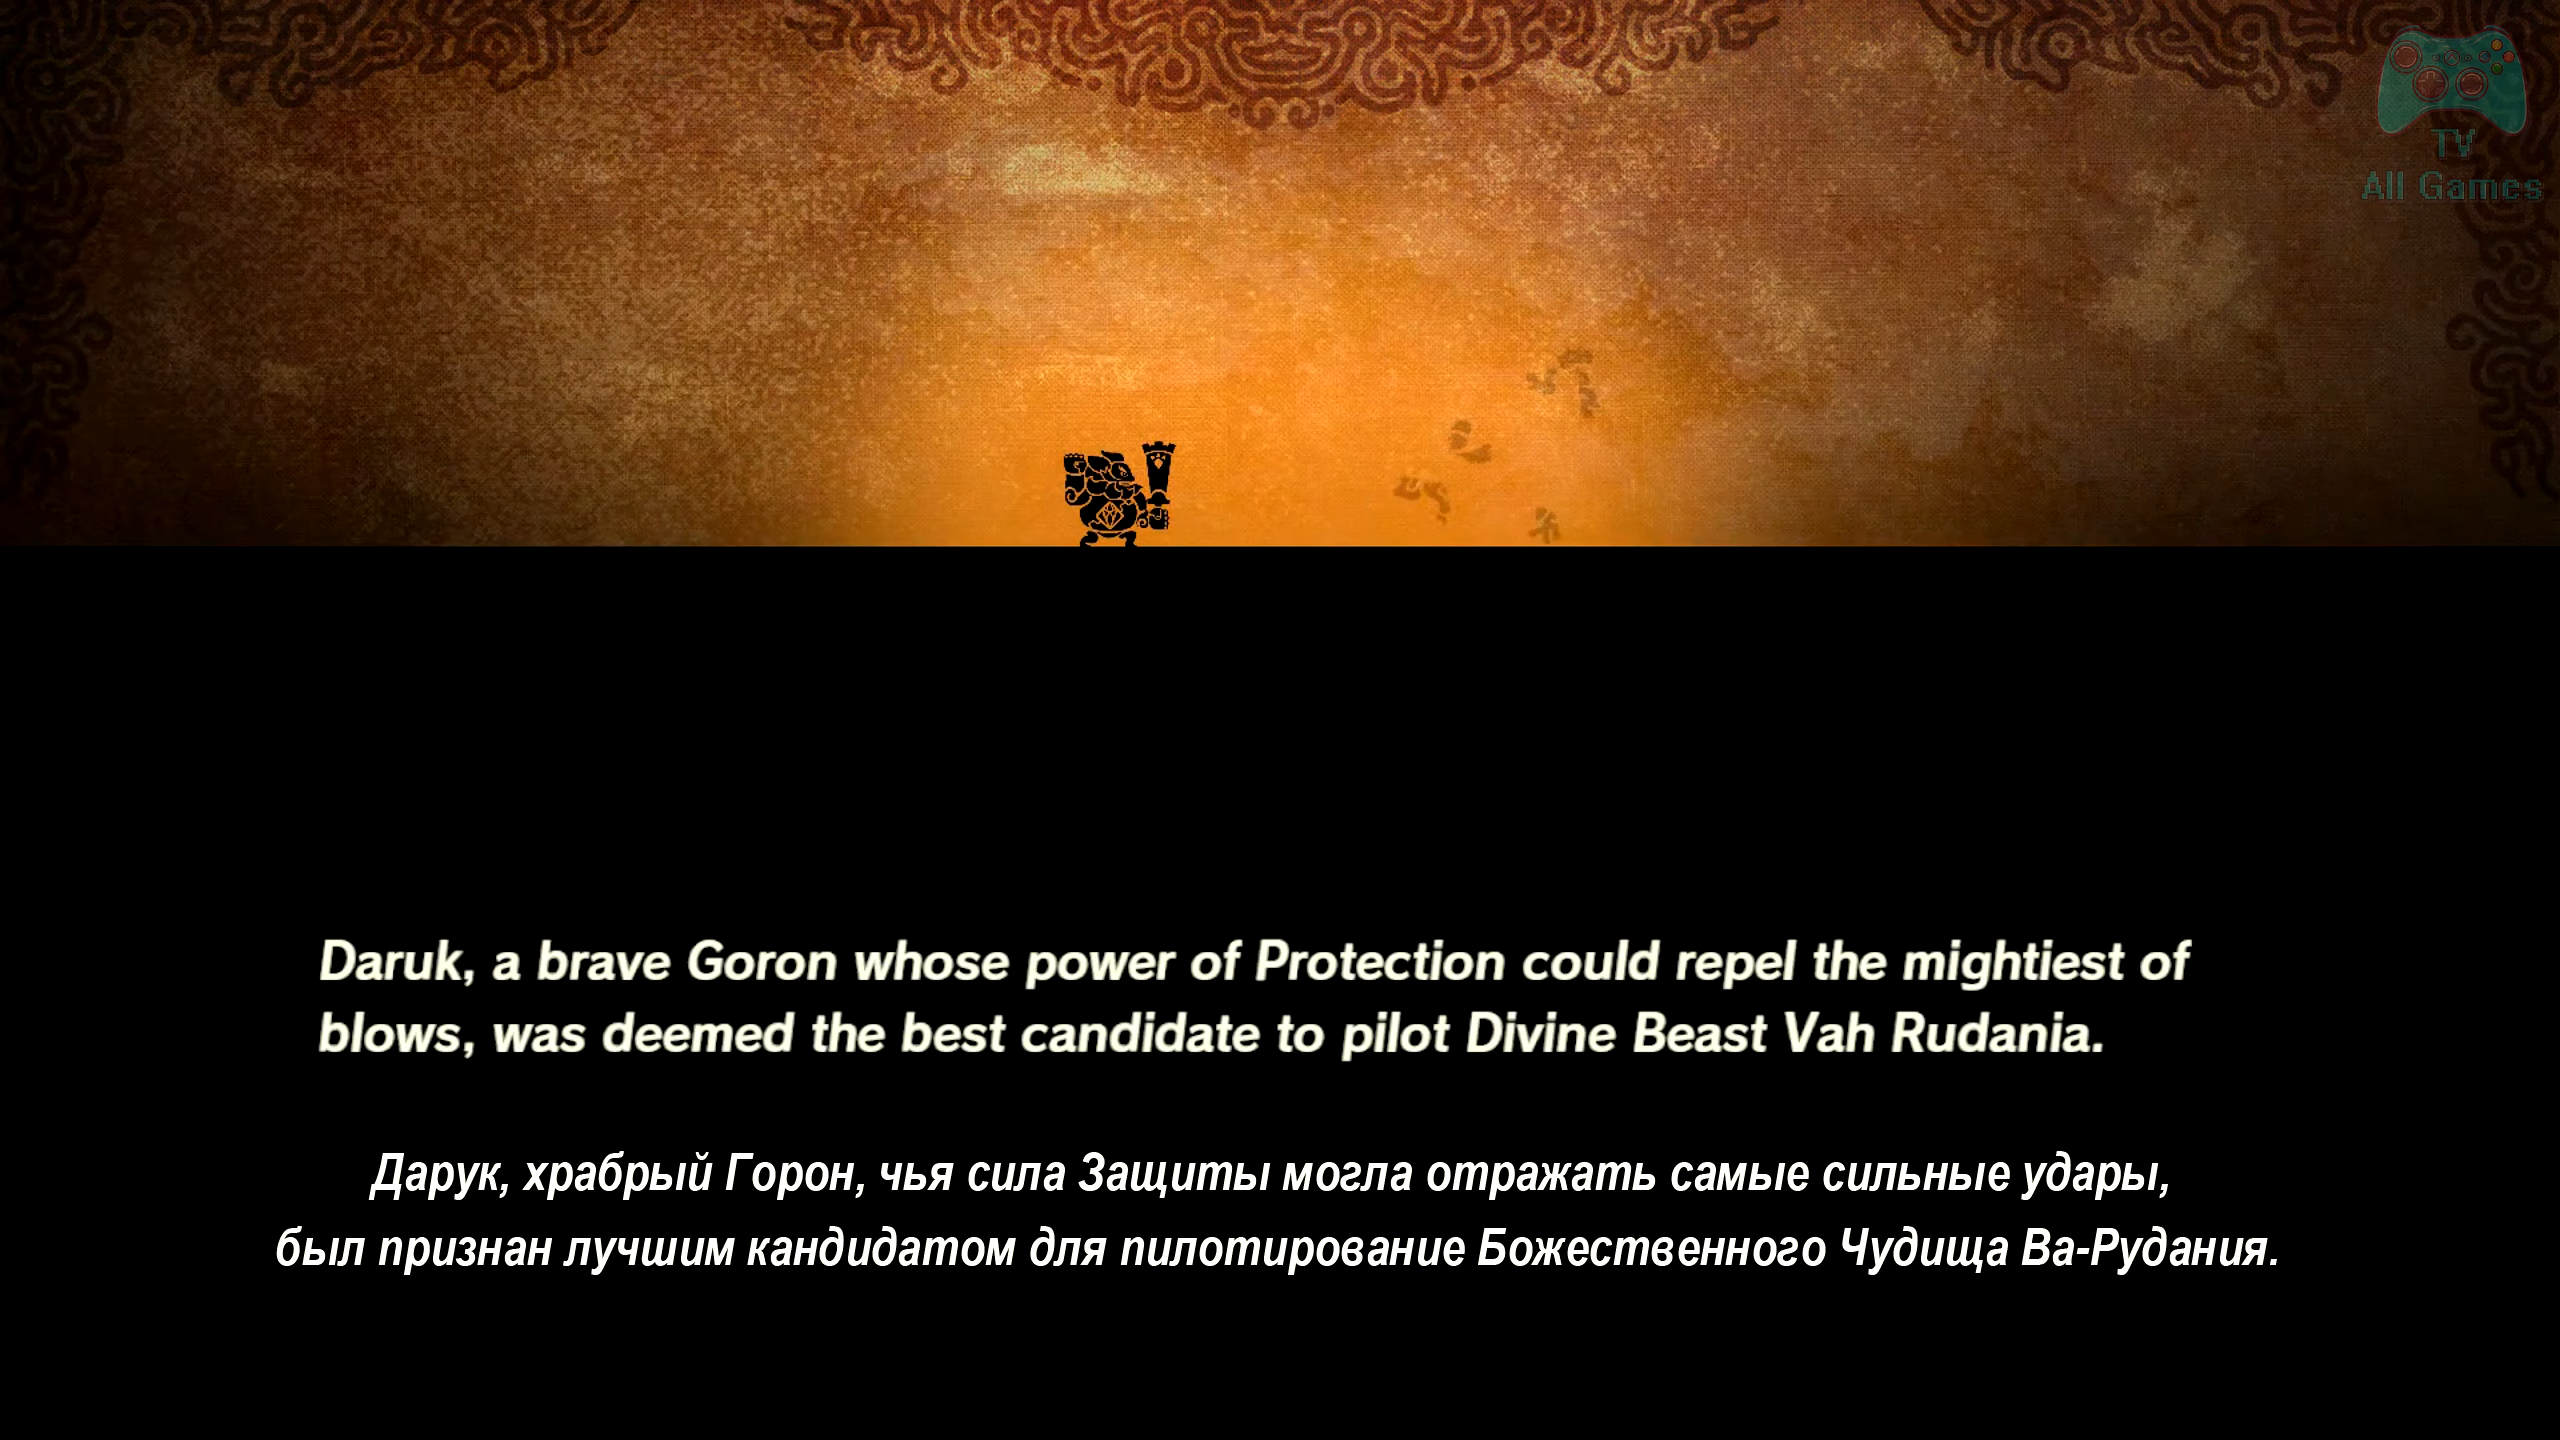 TV
All Games
Daruk, a brave Goron whose power of Protection could repel the mightiest of
blows, was deemed the best candidate to pilot Divine Beast Vah Rudania.
Дарук, храбрый Горон, чья сила Защиты могла отражать самые сильные удары,
был признан лучшим кандидатом для пилотирование Божественного Чудища Ва-Рудания.